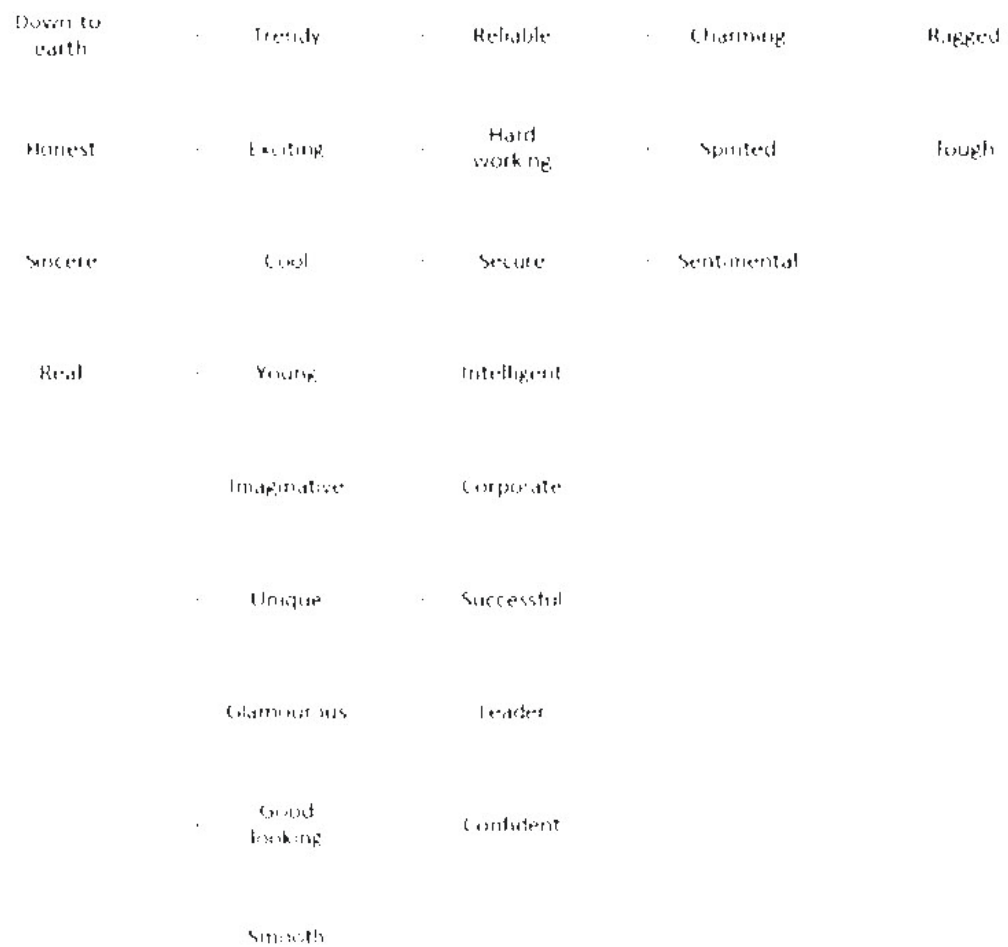 Down to
earth
Trendy
Reliable
Charming
Rugged
Honest
Exciting
Hard
working
Spirited
Tough
Sincere
Cool
Secure
Sentimental
Real
Young
Intelligent
Imaginative
Corporate
Unique
Successful
Glamourous
Leader
Good
looking
Confident
Smooth